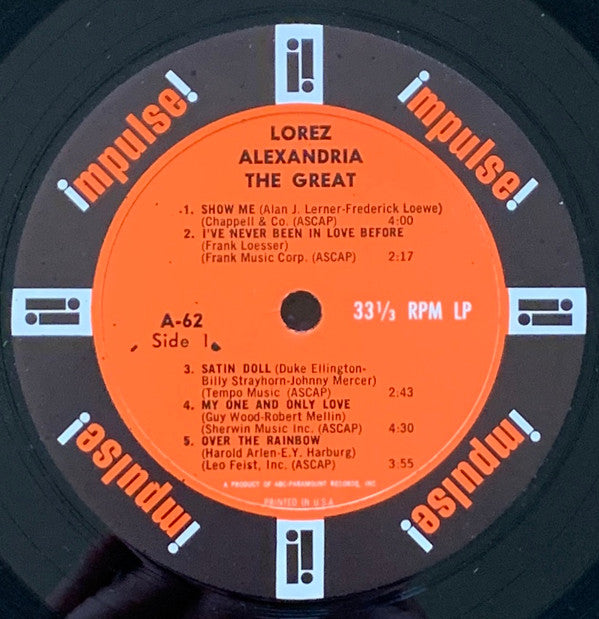 impulse!
impulse!
LOREZ
ALEXANDRIA
THE GREAT
1. SHOW ME (Alan J. Lerner-Frederick Loewe)
(Chappell & Co. (ASCAP) 4:00
2. I'VE NEVER BEEN IN LOVE BEFORE
(Frank Loesser)
(Frank Music Corp. (ASCAP) 2:17
A-62
Side 1
33⅓ RPM LP
3. SATIN DOLL (Duke Ellington-
Billy Strayhorn-Johnny Mercer)
(Tempo Music (ASCAP) 2:43
4. MY ONE AND ONLY LOVE
(Guy Wood-Robert Mellin)
(Sherwin Music Inc. (ASCAP) 4:30
5. OVER THE RAINBOW
(Harold Arlen-E.Y. Harburg)
(Leo Feist, Inc. (ASCAP) 3:55
A PRODUCT OF ABC-PARAMOUNT RECORDS, INC.
PRINTED IN U.S.A.
impulse!
impulse!